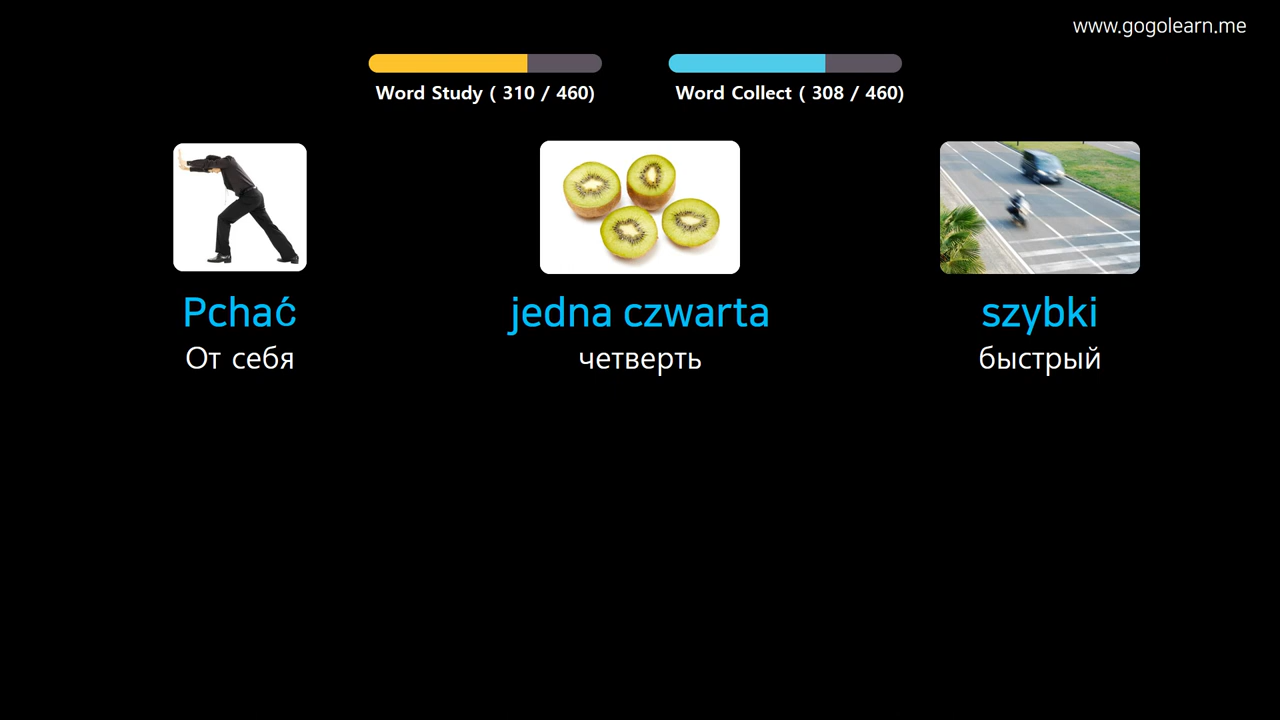 www.gogolearn.me
Word Study ( 310 / 460)
Word Collect ( 308 / 460)
Pchać
jedna czwarta
szybki
От себя
четверть
быстрый